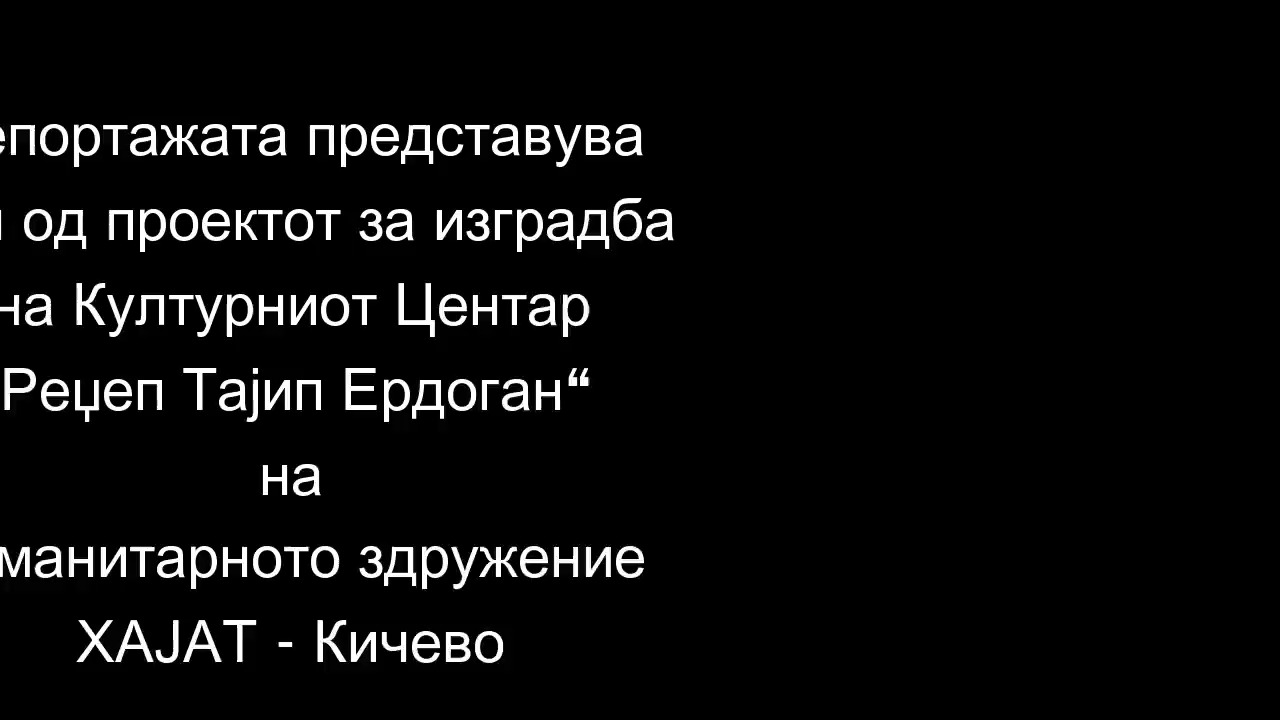 епортажата представува
од проектот за изградба
на Културниот Центар
Реџеп Тајип Ердоган“
на
манитарното здружение
ХАЈАТ - Кичево